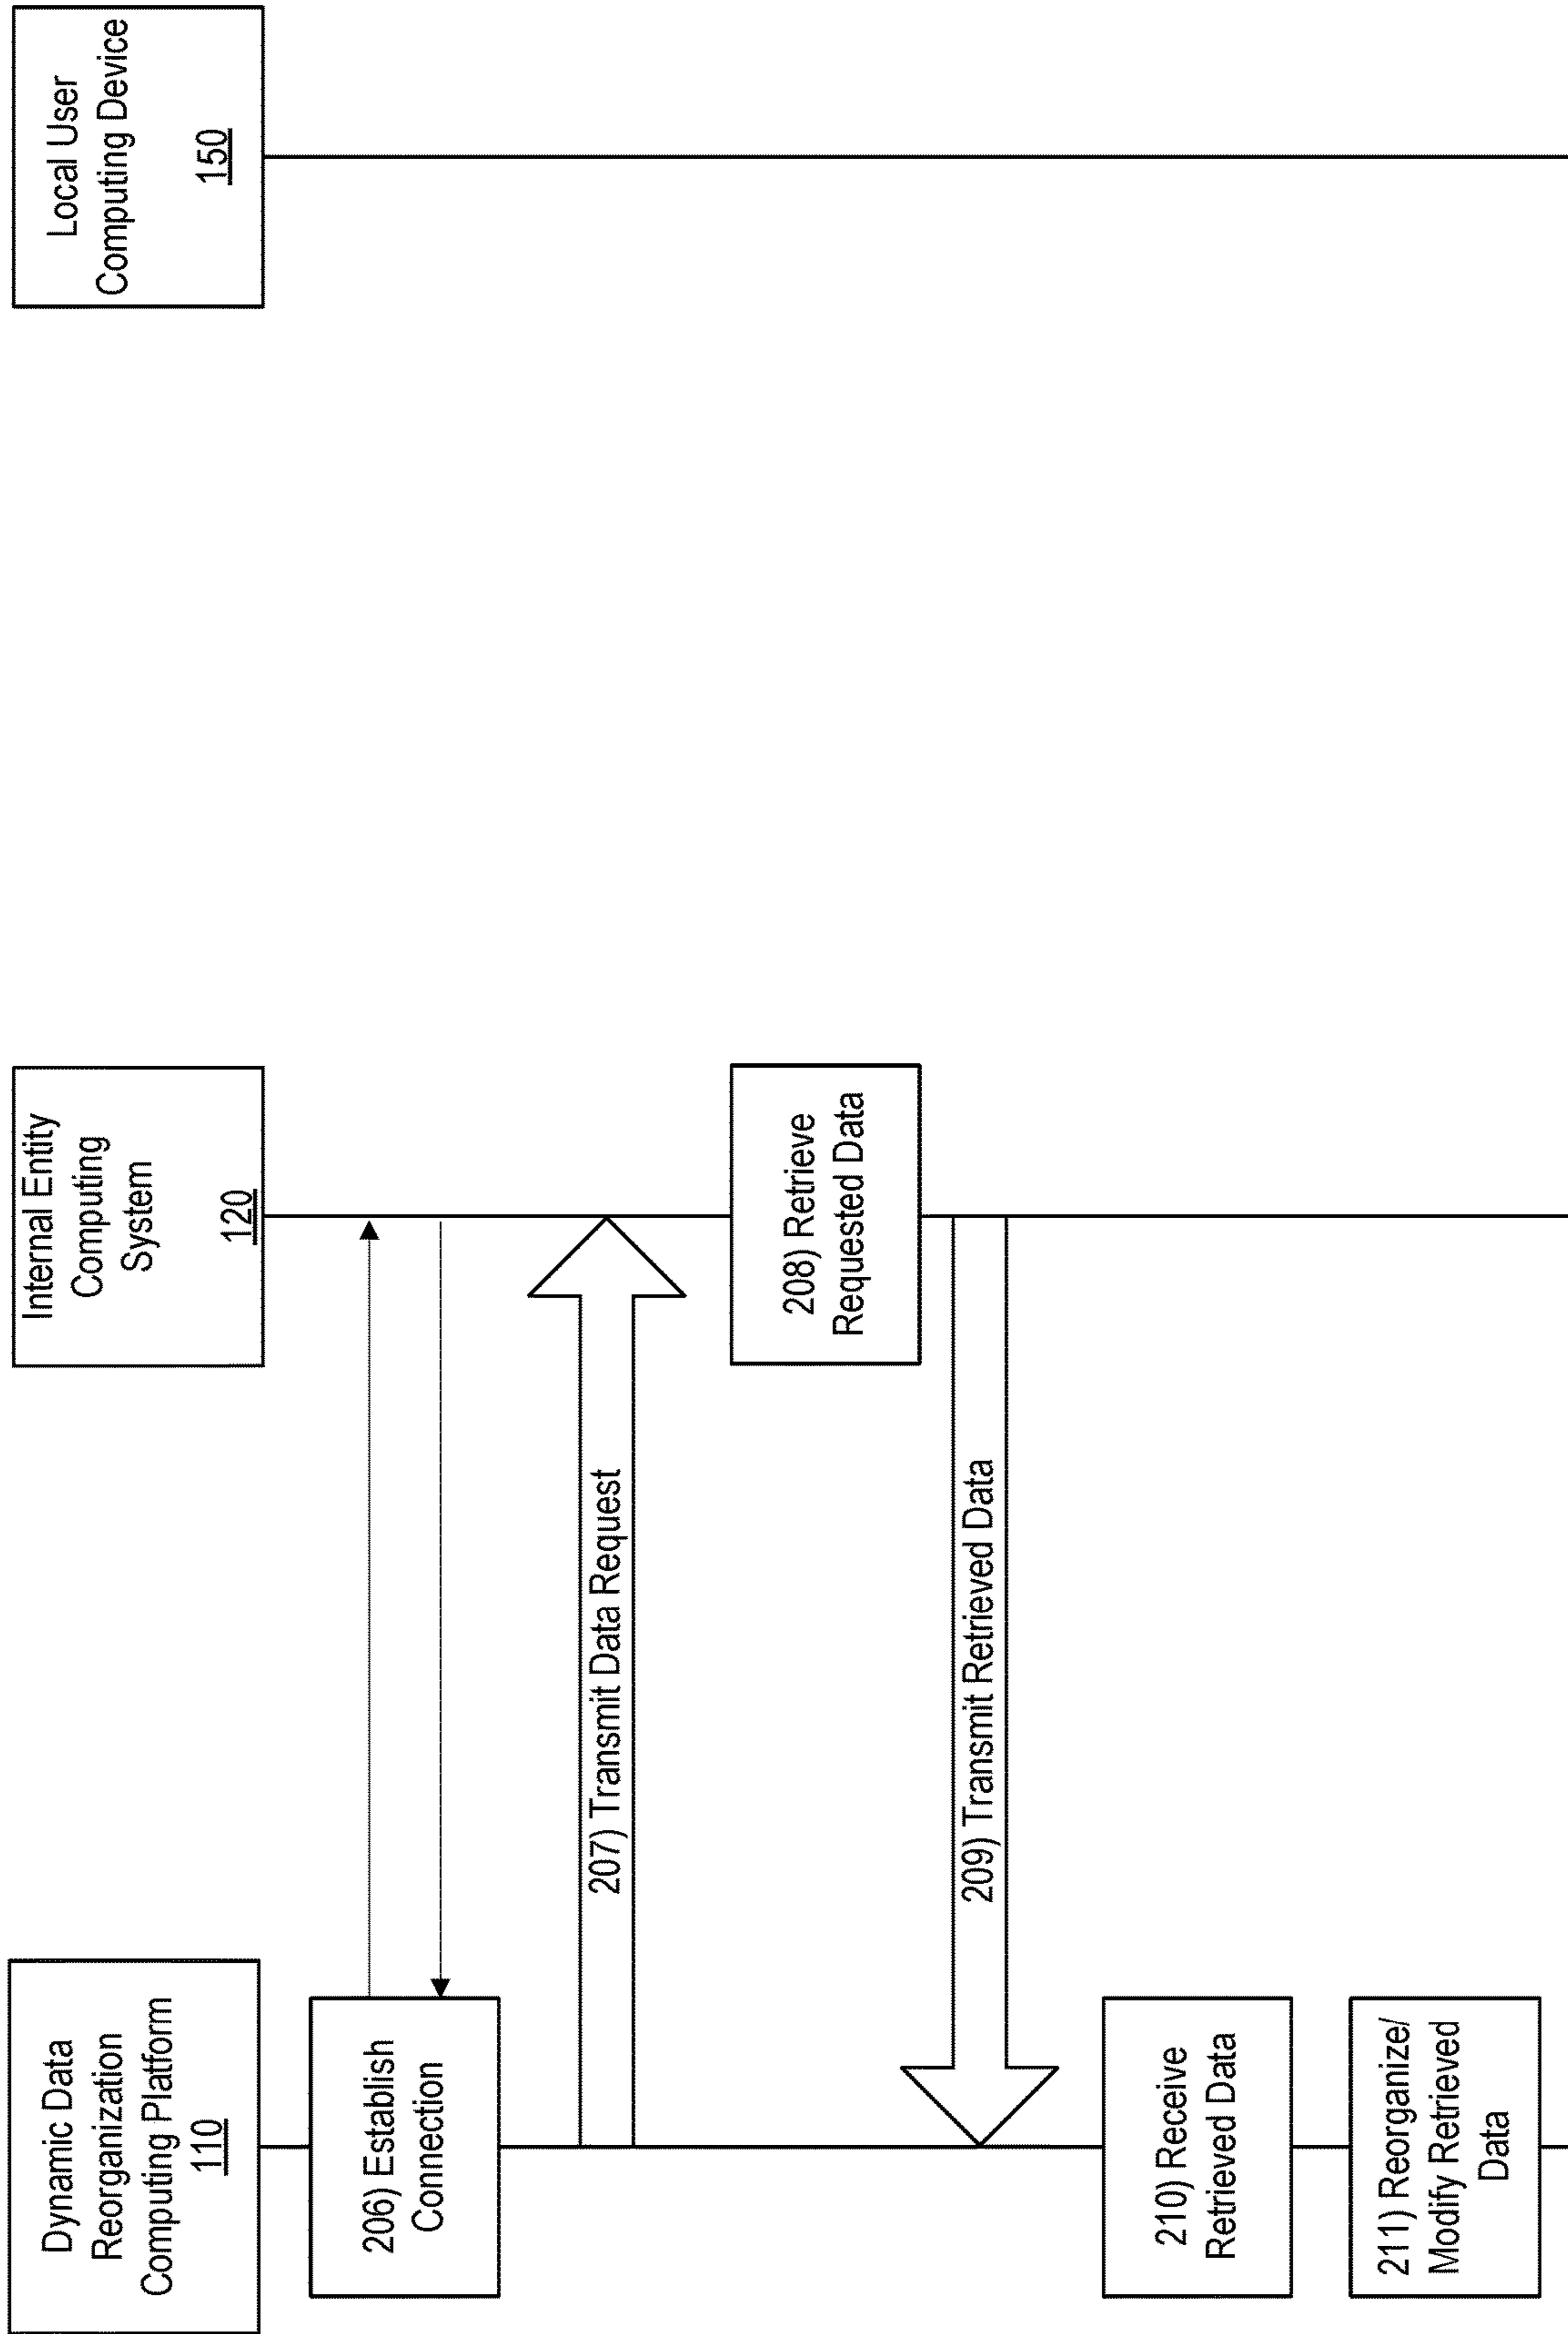 Dynamic Data
Reorganization
Computing Platform
110
Internal Entity
Computing
System
120
Local User
Computing Device
150
206) Establish
Connection
207) Transmit Data Request
208) Retrieve
Requested Data
209) Transmit Retrieved Data
210) Receive
Retrieved Data
211) Reorganize/
Modify Retrieved
Data